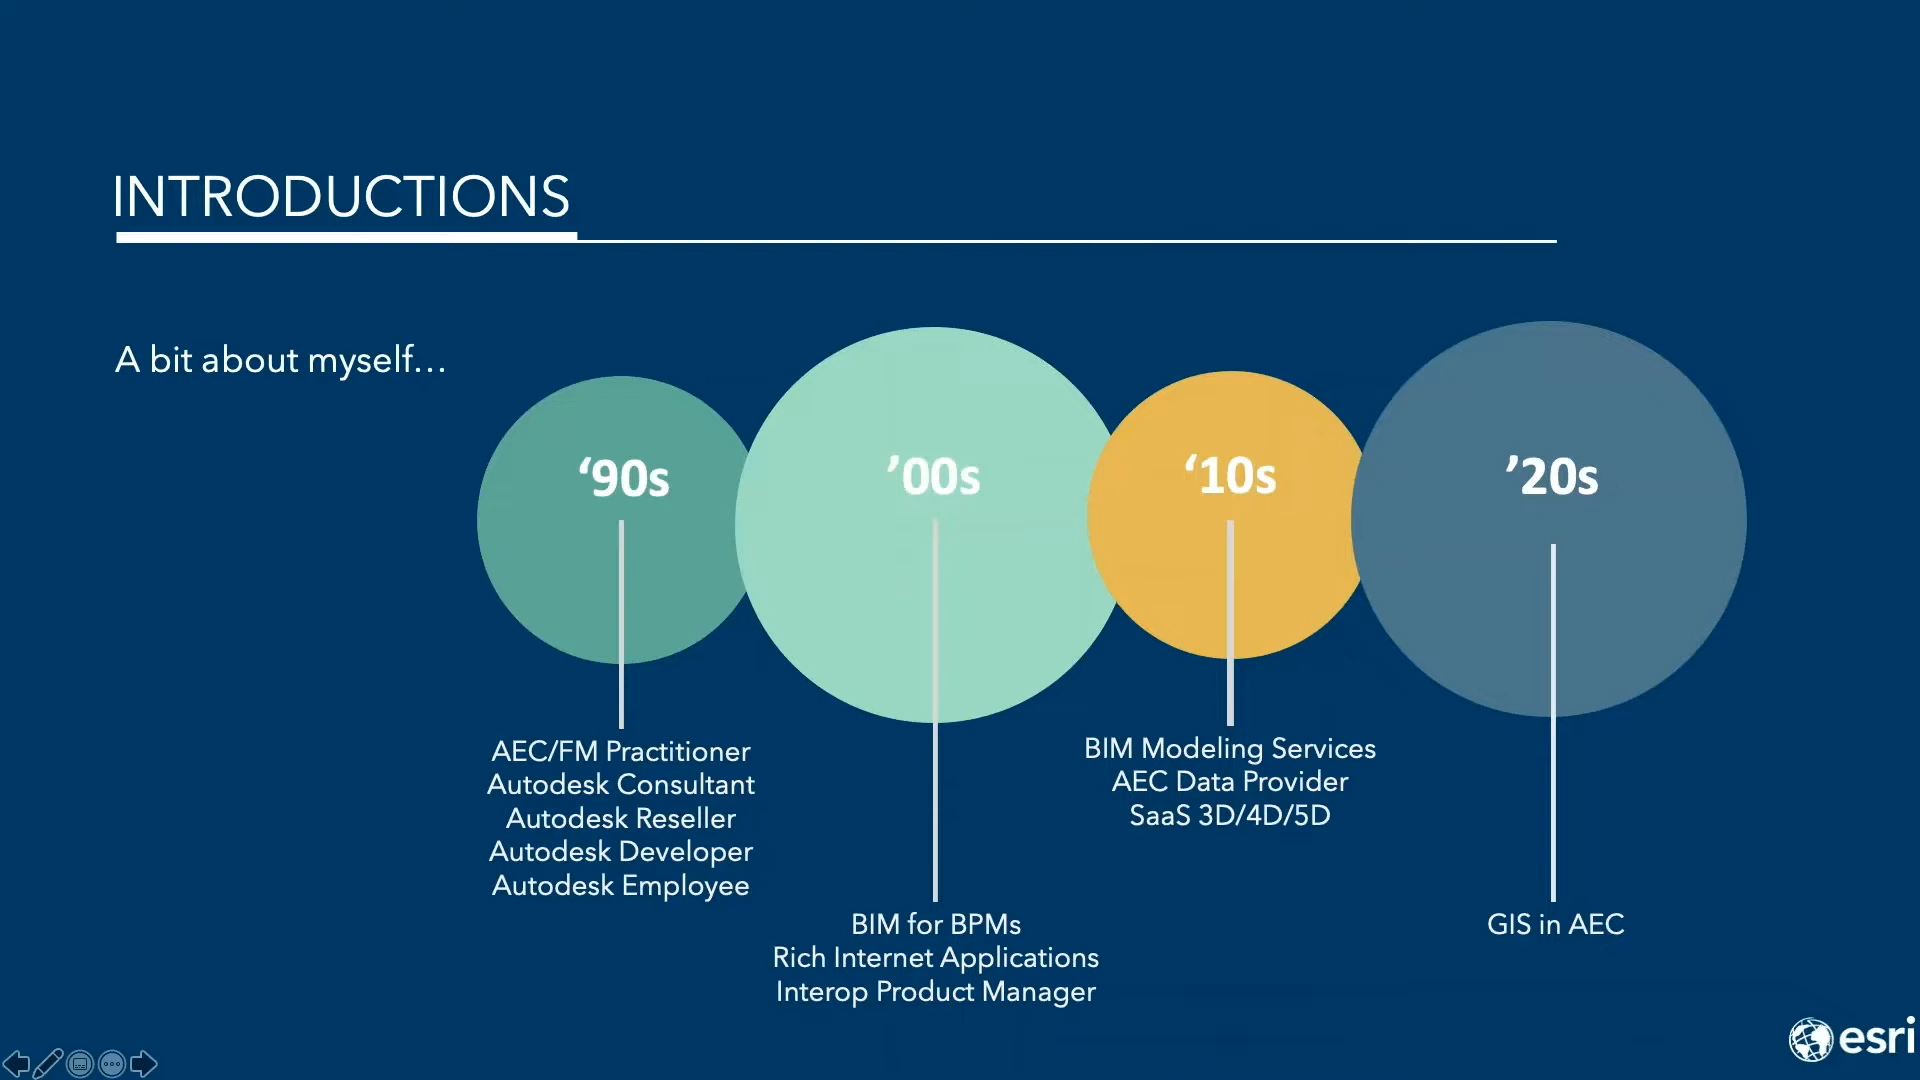 INTRODUCTIONS
A bit about myself...
‘90s
’00s
‘10s
’20s
AEC/FM Practitioner
Autodesk Consultant
Autodesk Reseller
Autodesk Developer
Autodesk Employee
BIM for BPMs
Rich Internet Applications
Interop Product Manager
BIM Modeling Services
AEC Data Provider
SaaS 3D/4D/5D
GIS in AEC
esri